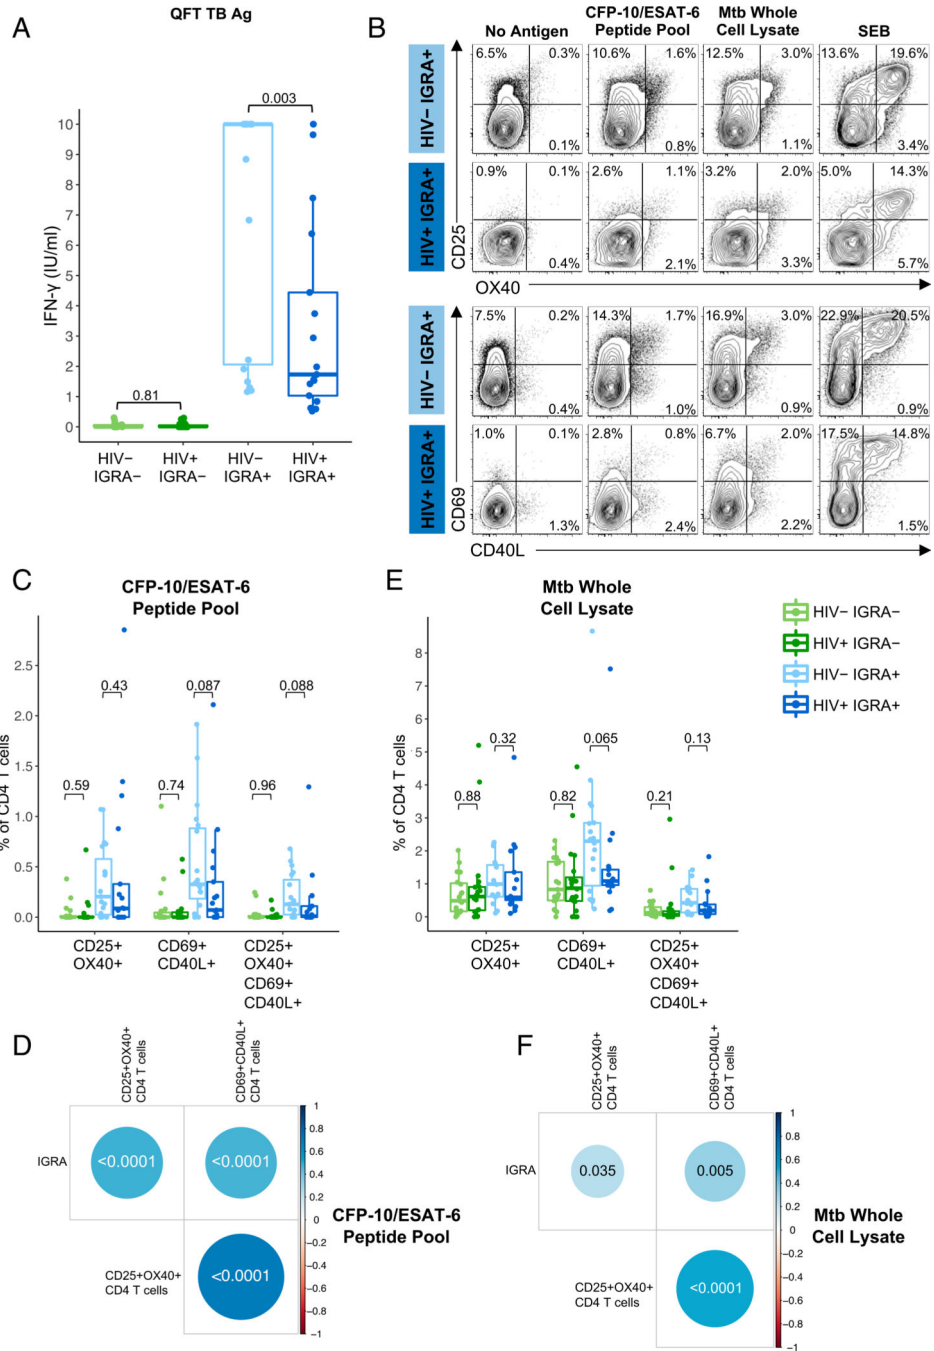 A
QFT TB Ag
IFN-γ (IU/ml)
10
9
8
7
6
5
4
3
2
1
0
0.81
0.003
HIV−
IGRA−
HIV+
IGRA−
HIV−
IGRA+
HIV+
IGRA+
B
No Antigen
CFP-10/ESAT-6
Peptide Pool
Mtb Whole
Cell Lysate
SEB
HIV− IGRA+
6.5% 0.3% 10.6% 1.6% 12.5% 3.0% 13.6% 19.6%
0.1% 0.8% 1.1% 3.4%
HIV+ IGRA+
0.9% 0.1% 2.6% 1.1% 3.2% 2.0% 5.0% 14.3%
0.4% 2.1% 3.3% 5.7%
CD25
OX40
HIV− IGRA+
7.5% 0.2% 14.3% 1.7% 16.9% 3.0% 22.9% 20.5%
0.4% 1.0% 0.9% 0.9%
HIV+ IGRA+
1.0% 0.1% 2.8% 0.8% 6.7% 2.0% 17.5% 14.8%
1.3% 2.4% 2.2% 1.5%
CD69
CD40L
C
CFP-10/ESAT-6
Peptide Pool
% of CD4 T cells
2.5
2.0
1.5
1.0
0.5
0.0
0.59
0.43
0.74
0.087
0.96
0.088
CD25+
OX40+
CD69+
CD40L+
CD25+
OX40+
CD69+
CD40L+
E
Mtb Whole
Cell Lysate
% of CD4 T cells
8
7
6
5
4
3
2
1
0
0.88
0.32
0.82
0.065
0.21
0.13
CD25+
OX40+
CD69+
CD40L+
CD25+
OX40+
CD69+
CD40L+
HIV− IGRA−
HIV+ IGRA−
HIV− IGRA+
HIV+ IGRA+
D
CD25+OX40+
CD4 T cells
CD69+CD40L+
CD4 T cells
IGRA
<0.0001
<0.0001
CD25+OX40+
CD4 T cells
<0.0001
1
0.8
0.6
0.4
0.2
0
−0.2
−0.4
−0.6
−0.8
−1
CFP-10/ESAT-6
Peptide Pool
F
CD25+OX40+
CD4 T cells
CD69+CD40L+
CD4 T cells
IGRA
0.035
0.005
CD25+OX40+
CD4 T cells
<0.0001
1
0.8
0.6
0.4
0.2
0
−0.2
−0.4
−0.6
−0.8
−1
Mtb Whole
Cell Lysate